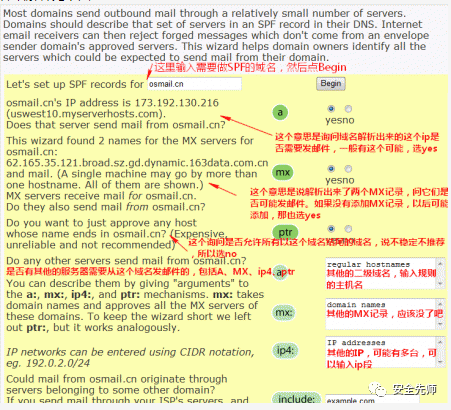 Most domains send outbound mail through a relatively small number of servers.
Domains should describe that set of servers in an SPF record in their DNS. Internet
email receivers can then reject forged messages which don't come from an envelope
sender domain's approved servers. This wizard helps domain owners identify all the
servers which could be expected to send mail from their domain.
这里输入需要做SPF的域名，然后点Begin
Let's set up SPF records for osmail.cn Begin
osmail.cn's IP address is 173.192.130.216
(uswest10.myserverhosts.com).
Does that server send mail from osmail.cn?
a
yesno
这个意思是询问域名解析出来的这个ip是
否需要发邮件，一般有这个可能，选yes
This wizard found 2 names for the MX servers for
osmail.cn:
62.165.35.121.broad.sz.gd.dynamic.163data.com.cn
and mail. (A single machine may go by more than
one hostname. All of them are shown.)
MX servers receive mail for osmail.cn.
Do they also send mail from osmail.cn?
mx
yesno
这个意思是说解析出来了两个MX记录，问它们是
否可能发邮件。如果没有添加MX记录，以后可能
添加，那也选yes
Do you want to just approve any host
whose name ends in osmail.cn? (Expensive,
unreliable and not recommended)
ptr
这个询问是否允许所有以这个域名结尾的域名，说不稳定不推荐
，所以选no
Do any other servers send mail from osmail.cn?
是否有其他的服务器需要从这个域名发邮件的，包括A、MX、ip4、ptr
You can describe them by giving "arguments" to
the a:, mx:, ip4:, and ptr: mechanisms. mx: takes
domain names and approves all the MX servers of
these domains. To keep the wizard short we left
out ptr:, but it works analogously.
regular hostnames
其他的二级域名，输入规则
的主机名
mx:
domain names
其他的MX记录，应该没了吧
IP networks can be entered using CIDR notation,
eg. 192.0.2.0/24
ip4:
IP addresses
其他的IP，可能有多台，可
以输入ip段
Could mail from osmail.cn originate through
servers belonging to some other domain?
If you send mail through your ISP's servers, and
include:
example.com
安全先师